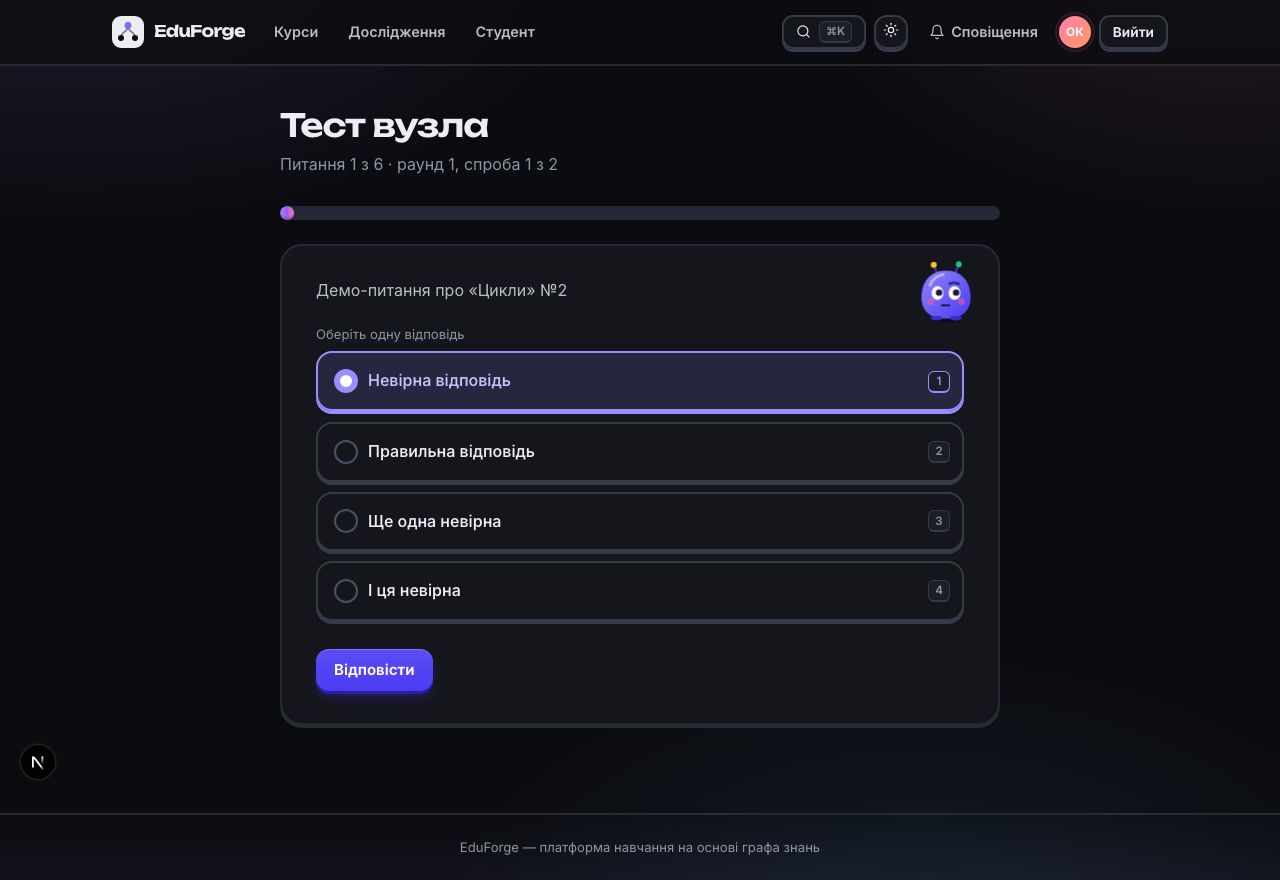 EduForge Курси Дослідження Студент ⌘K Сповіщення ОК Вийти
Тест вузла
Питання 1 з 6 · раунд 1, спроба 1 з 2
Демо-питання про «Цикли» №2
Оберіть одну відповідь
Невірна відповідь 1
Правильна відповідь 2
Ще одна невірна 3
І ця невірна 4
Відповісти
N
EduForge — платформа навчання на основі графа знань